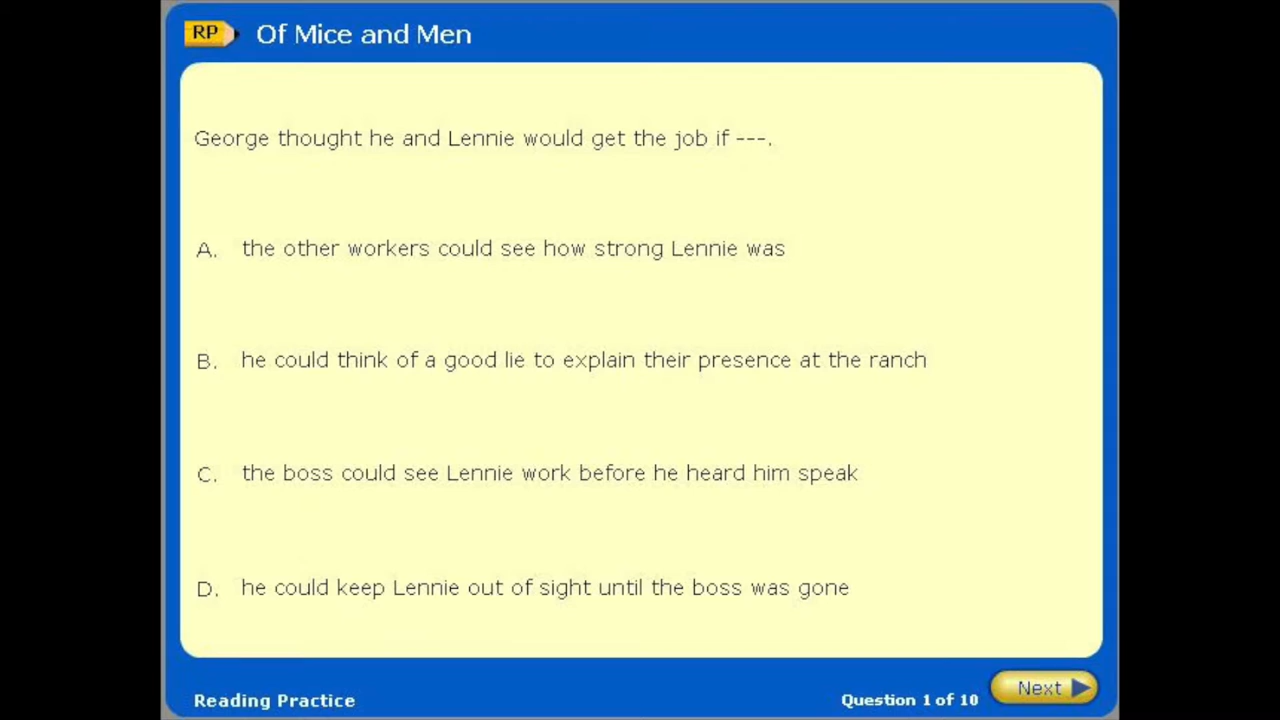 RP
Of Mice and Men
George thought he and Lennie would get the job if ---.
A. the other workers could see how strong Lennie was
B. he could think of a good lie to explain their presence at the ranch
C. the boss could see Lennie work before he heard him speak
D. he could keep Lennie out of sight until the boss was gone
Reading Practice
Question 1 of 10
Next